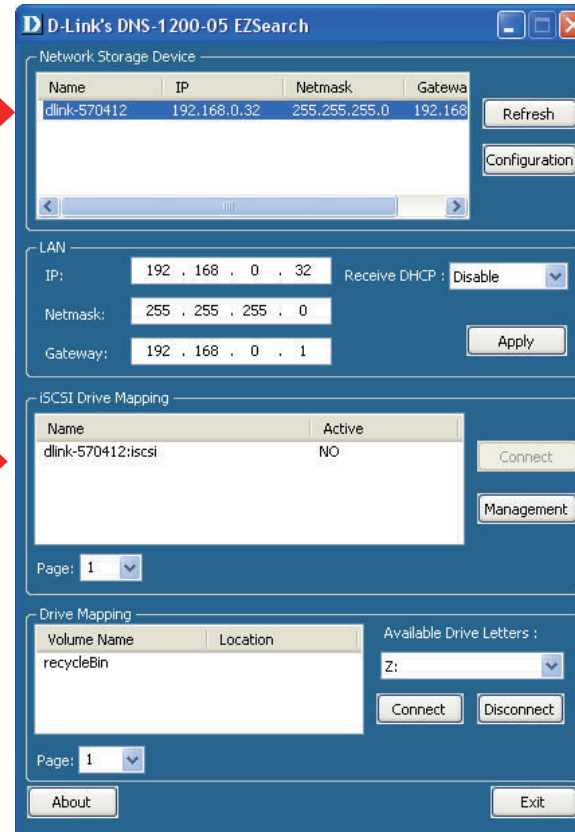 D-Link's DNS-1200-05 EZSearch
Network Storage Device
Name IP Netmask Gatewa
dlink-570412 192.168.0.32 255.255.255.0 192.168
Refresh
Configuration
LAN
IP: 192 . 168 . 0 . 32 Receive DHCP : Disable
Netmask: 255 . 255 . 255 . 0
Gateway: 192 . 168 . 0 . 1 Apply
iSCSI Drive Mapping
Name Active
dlink-570412:iscsi NO
Connect
Management
Page: 1
Drive Mapping
Volume Name Location
recycleBin
Available Drive Letters :
Z:
Connect Disconnect
Page: 1
About Exit